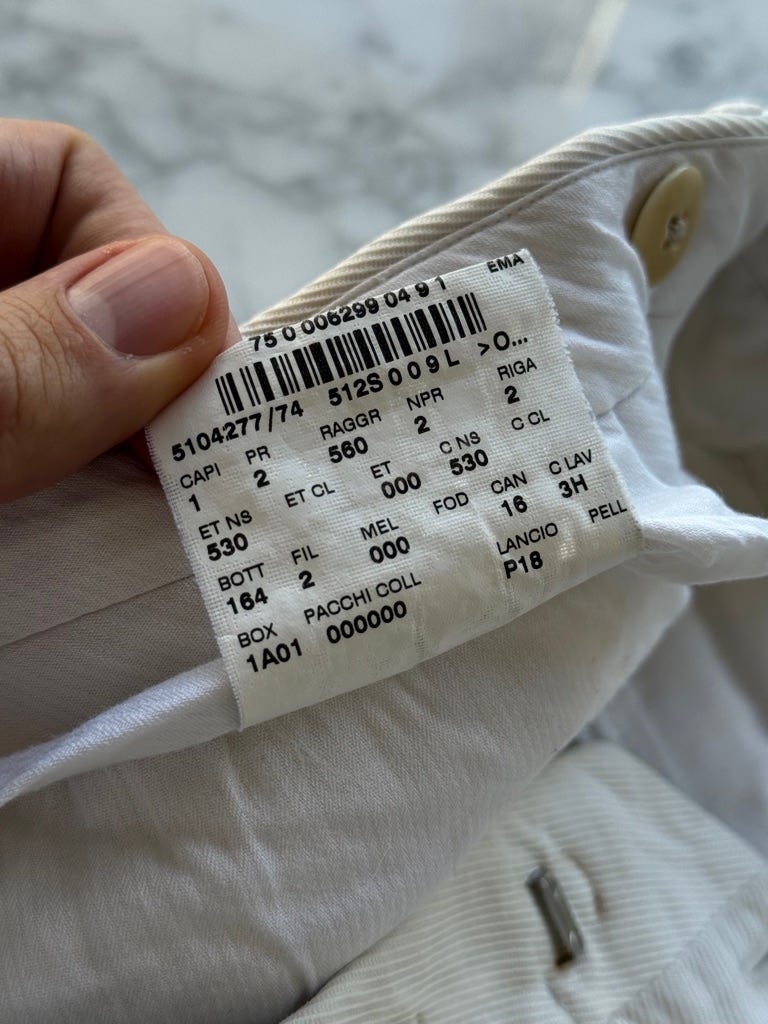 EMA
75 0 006299 04 9 1
5104277/74 512S 0 0 9 L >O...
CAPI PR RAGGR NPR RIGA
1 2 560 2 2
ET NS ET CL ET C NS C CL
530 000 530
BOTT FIL MEL FOD CAN C LAV
164 2 000 16 3H
BOX PACCHI COLL LANCIO PELL
1A01 000000 P18